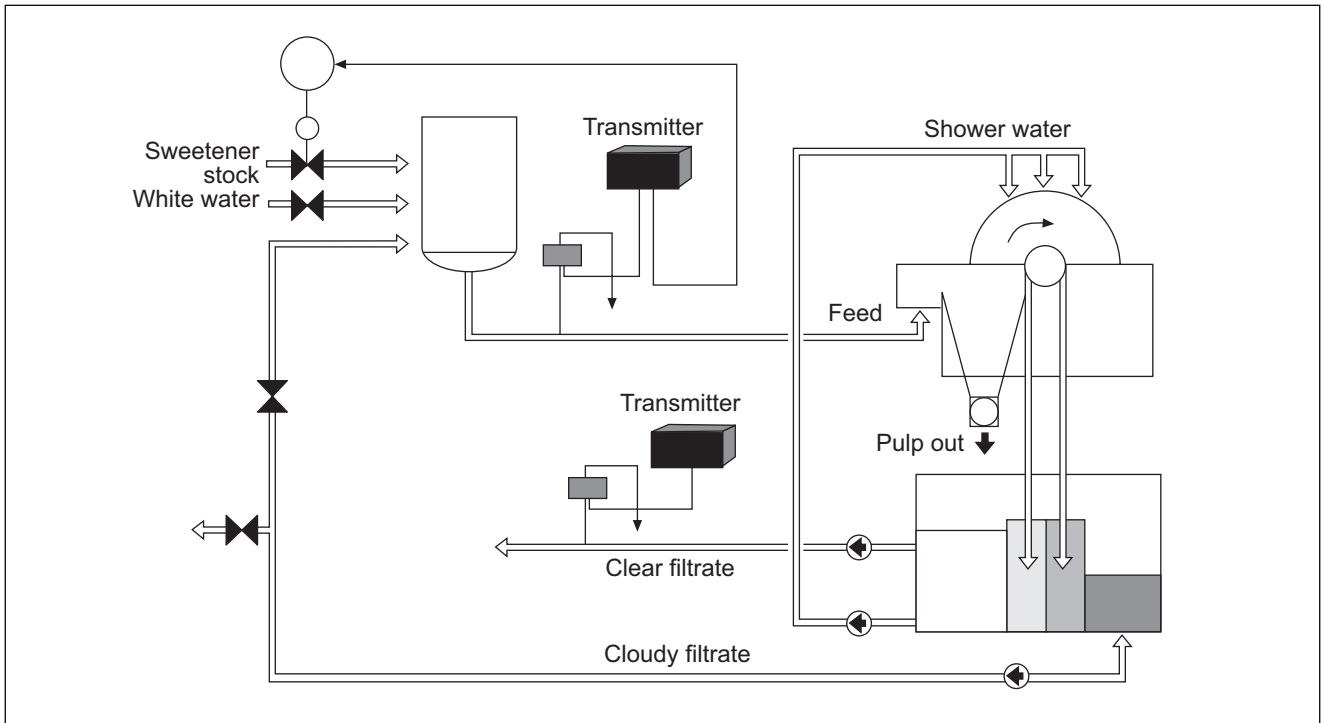 Transmitter
Shower water
Sweetener
stock
White water
Feed
Transmitter
Pulp out
Clear filtrate
Cloudy filtrate